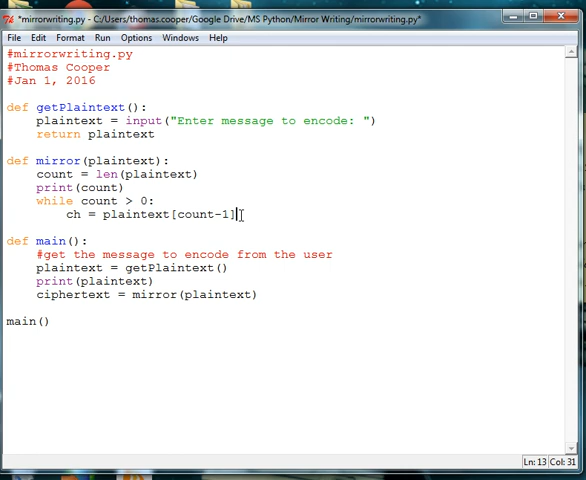 *mirrorwriting.py - C:/Users/thomas.cooper/Google Drive/MS Python/Mirror Writing/mirrorwriting.py*
File Edit Format Run Options Windows Help
#mirrorwriting.py
#Thomas Cooper
#Jan 1, 2016
def getPlaintext():
    plaintext = input("Enter message to encode: ")
    return plaintext
def mirror(plaintext):
    count = len(plaintext)
    print(count)
    while count > 0:
        ch = plaintext[count-1]
def main():
    #get the message to encode from the user
    plaintext = getPlaintext()
    print(plaintext)
    ciphertext = mirror(plaintext)
main()
Ln: 13 Col: 31